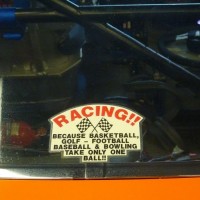 RACING!!
BECAUSE BASKETBALL,
GOLF - FOOTBALL
BASEBALL & BOWLING
TAKE ONLY ONE
BALL!!